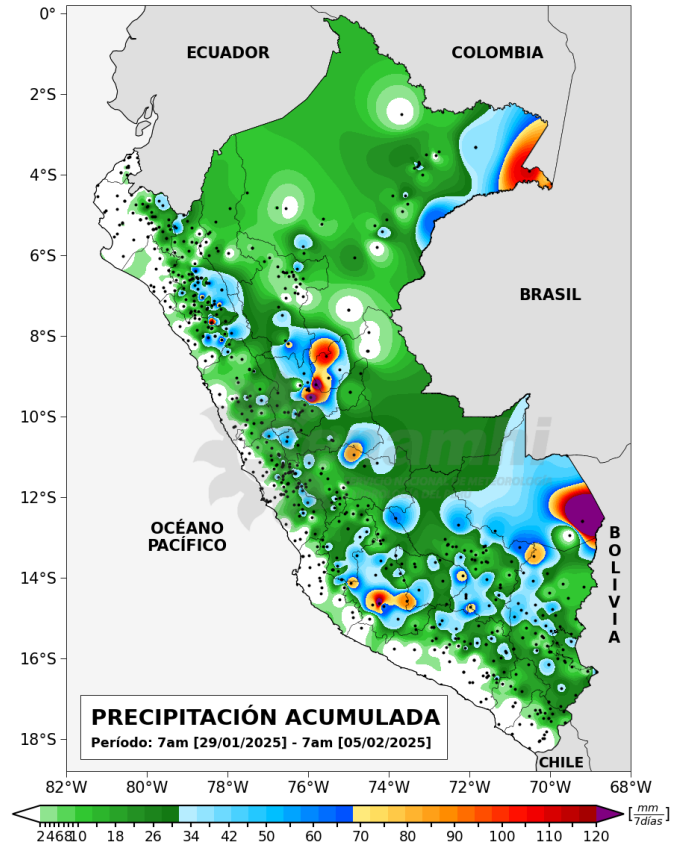 0°
2°S
4°S
6°S
8°S
10°S
12°S
14°S
16°S
18°S
ECUADOR
COLOMBIA
BRASIL
senamhi
OCÉANO
PACÍFICO
B
O
L
I
V
I
A
PRECIPITACIÓN ACUMULADA
Período: 7am [29/01/2025] - 7am [05/02/2025]
CHILE
82°W 80°W 78°W 76°W 74°W 72°W 70°W 68°W
2 4 6 8 10 18 26 34 42 50 60 70 80 90 100 110 120
[mm/7días]